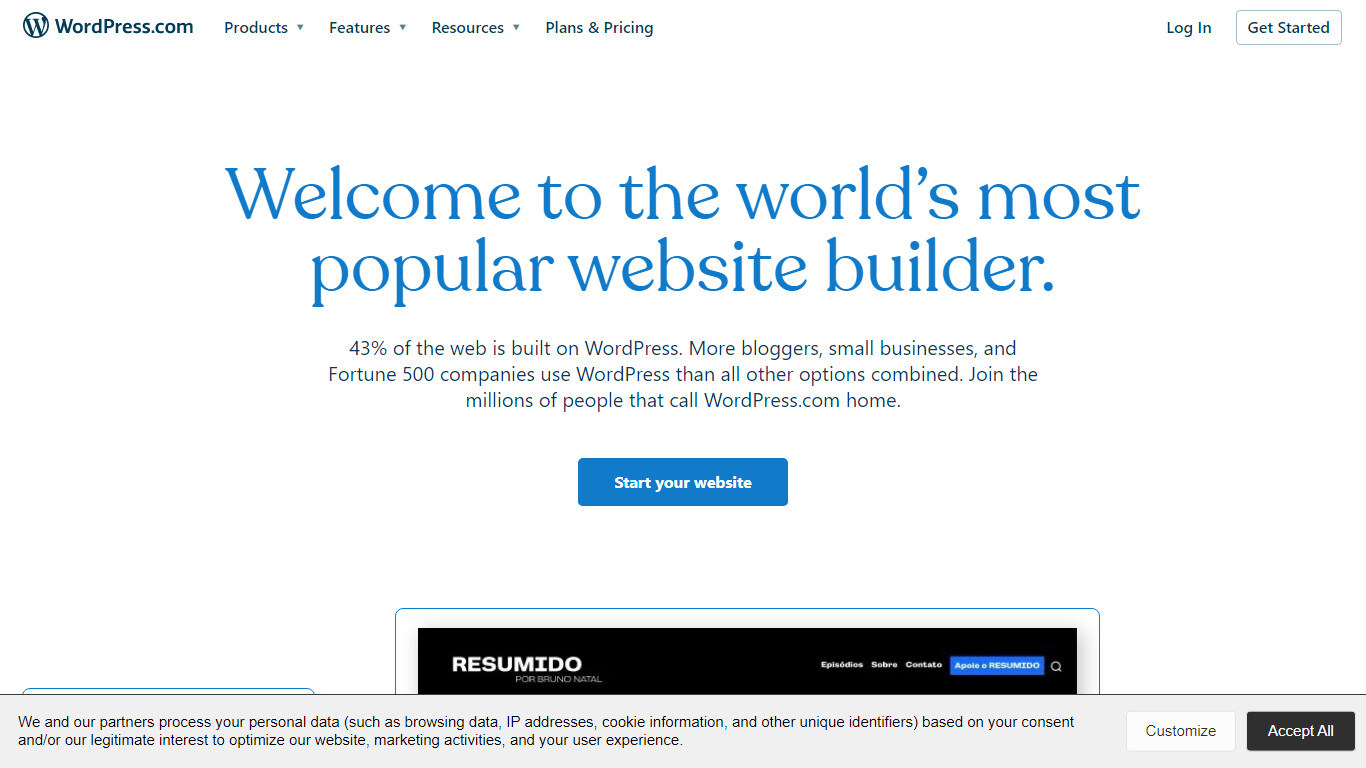 WordPress.com Products Features Resources Plans & Pricing Log In Get Started
Welcome to the world’s most
popular website builder.
43% of the web is built on WordPress. More bloggers, small businesses, and
Fortune 500 companies use WordPress than all other options combined. Join the
millions of people that call WordPress.com home.
Start your website
RESUMIDO Episódios Sobre Contato Apoie o RESUMIDO
POR BRUNO NATAL
We and our partners process your personal data (such as browsing data, IP addresses, cookie information, and other unique identifiers) based on your consent
and/or our legitimate interest to optimize our website, marketing activities, and your user experience.
Customize Accept All